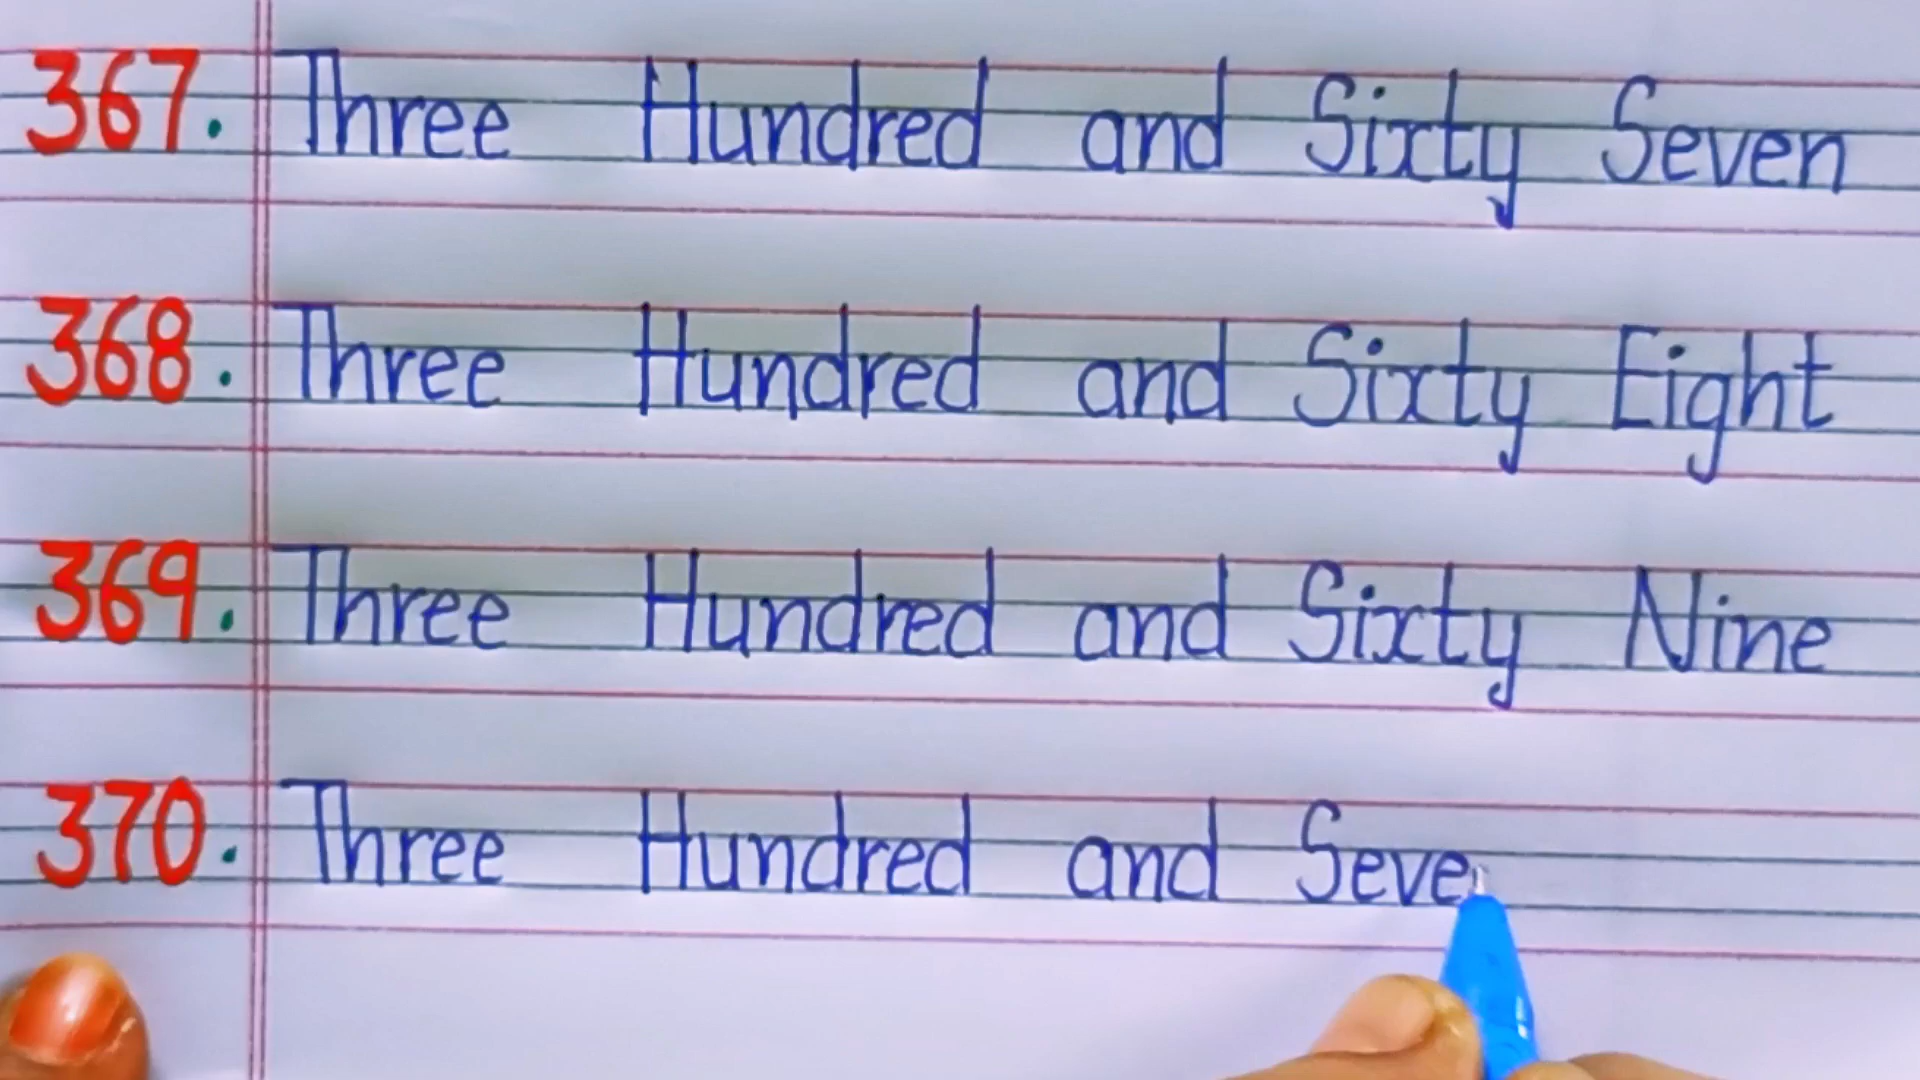 367. Three Hundred and Sixty Seven
368. Three Hundred and Sixty Eight
369. Three Hundred and Sixty Nine
370. Three Hundred and Seve